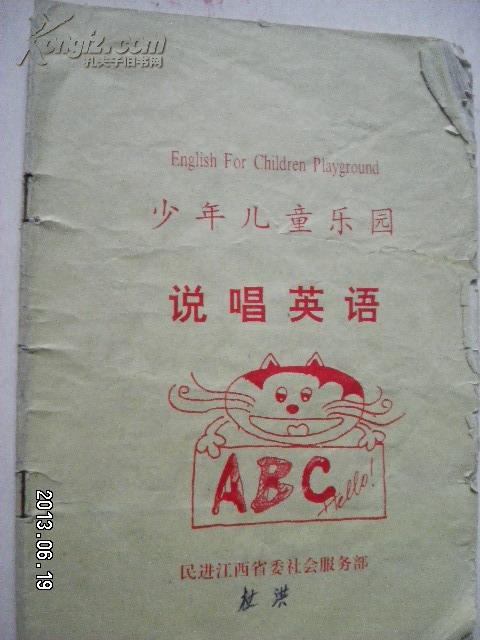 Kongfz.com
孔夫子旧书网
English For Children Playground
少年儿童乐园
说唱英语
ABC
Hello!
民进江西省委社会服务部
杜洪
2013.06.19